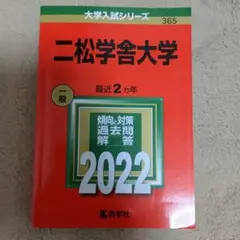 大学入試シリーズ
365
二松学舎大学
一般
最近2カ年
傾向と対策
過去問
解答
2022
教学社